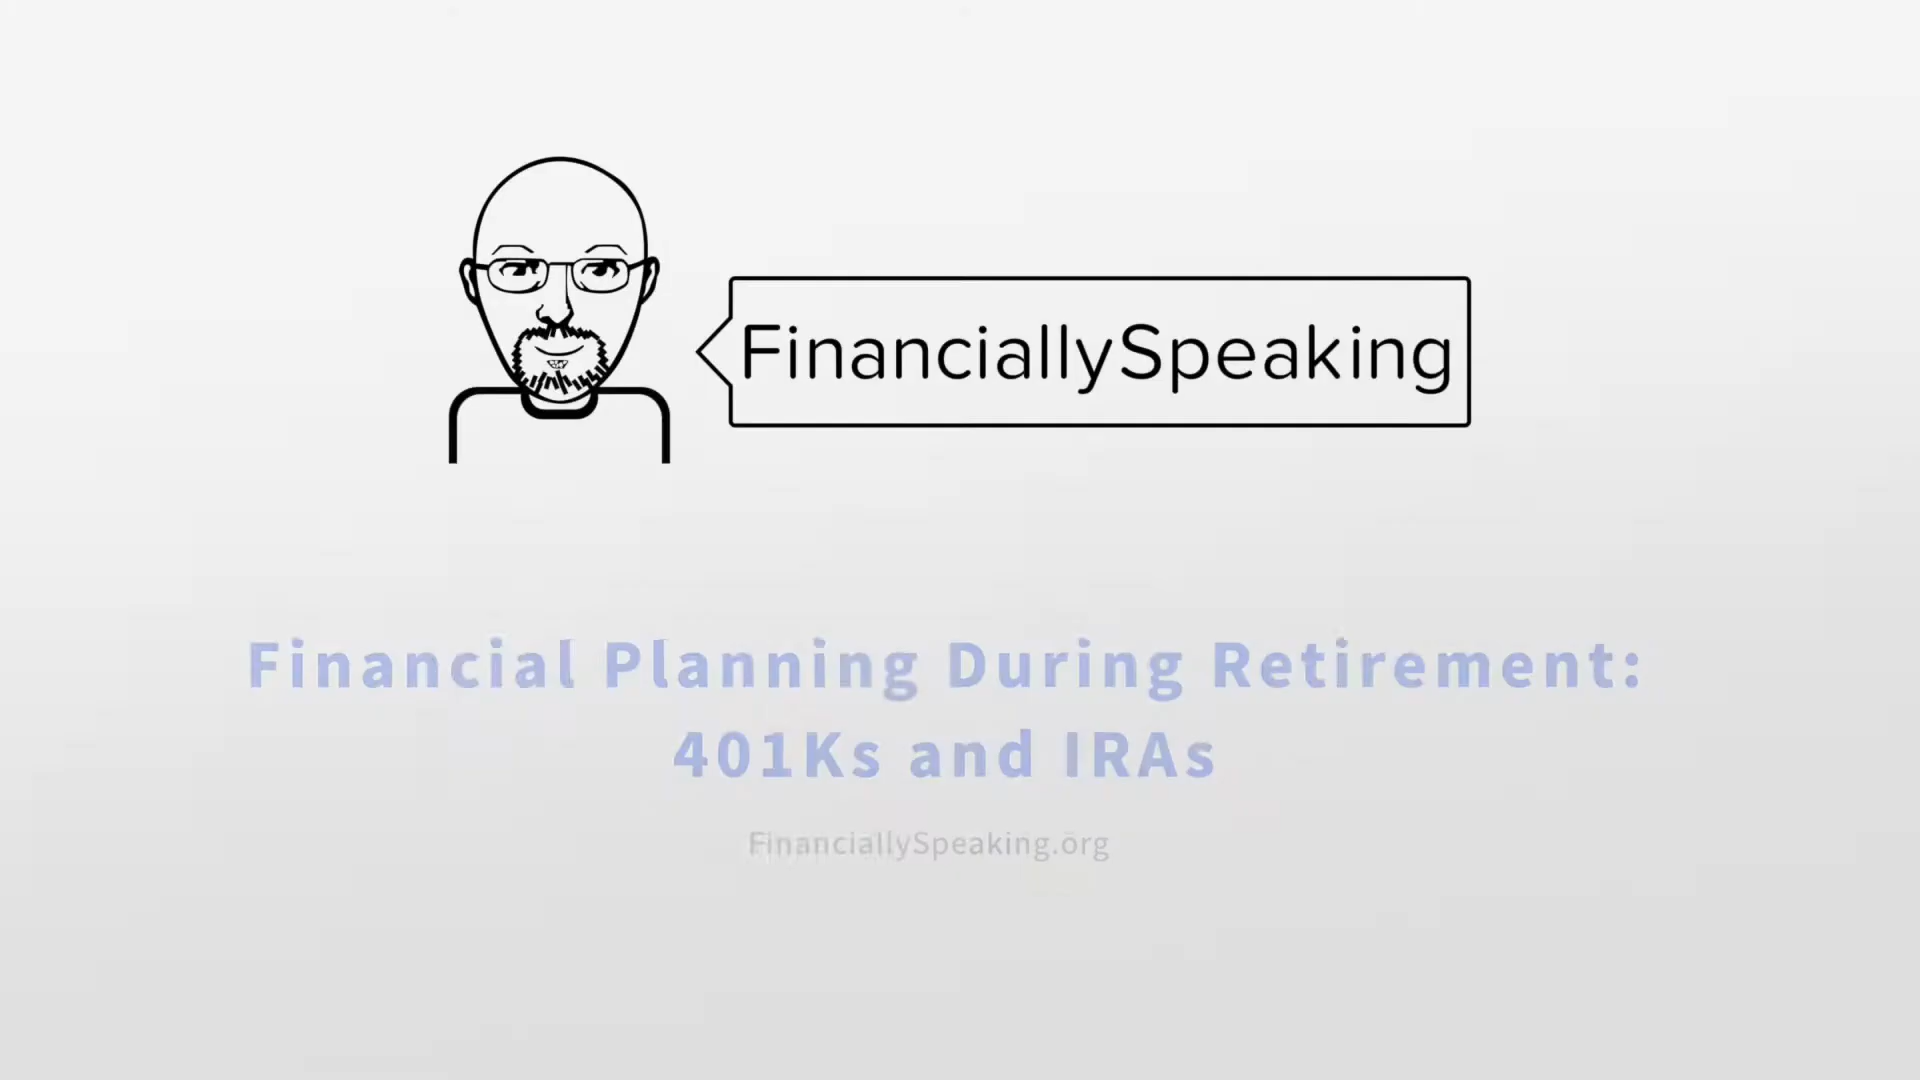 FinanciallySpeaking
Financial Planning During Retirement:
401Ks and IRAs
FinanciallySpeaking.org